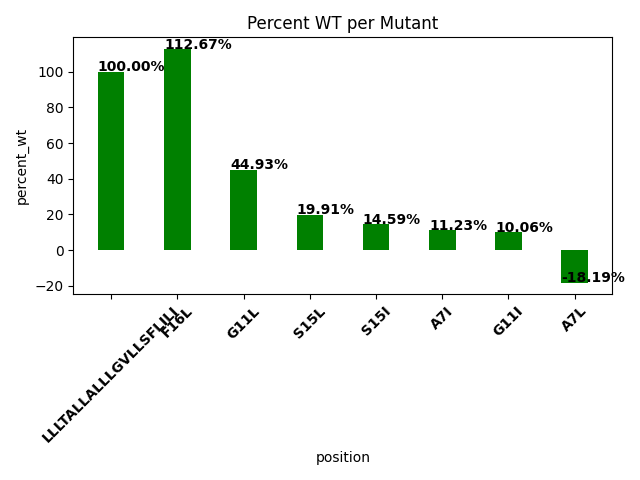 Percent WT per Mutant
percent_wt
100
80
60
40
20
0
−20
100.00%
112.67%
44.93%
19.91%
14.59%
11.23%
10.06%
-18.19%
LLLTALLALLLGVLLSFLILI
F16L
G11L
S15L
S15I
A7I
G11I
A7L
position